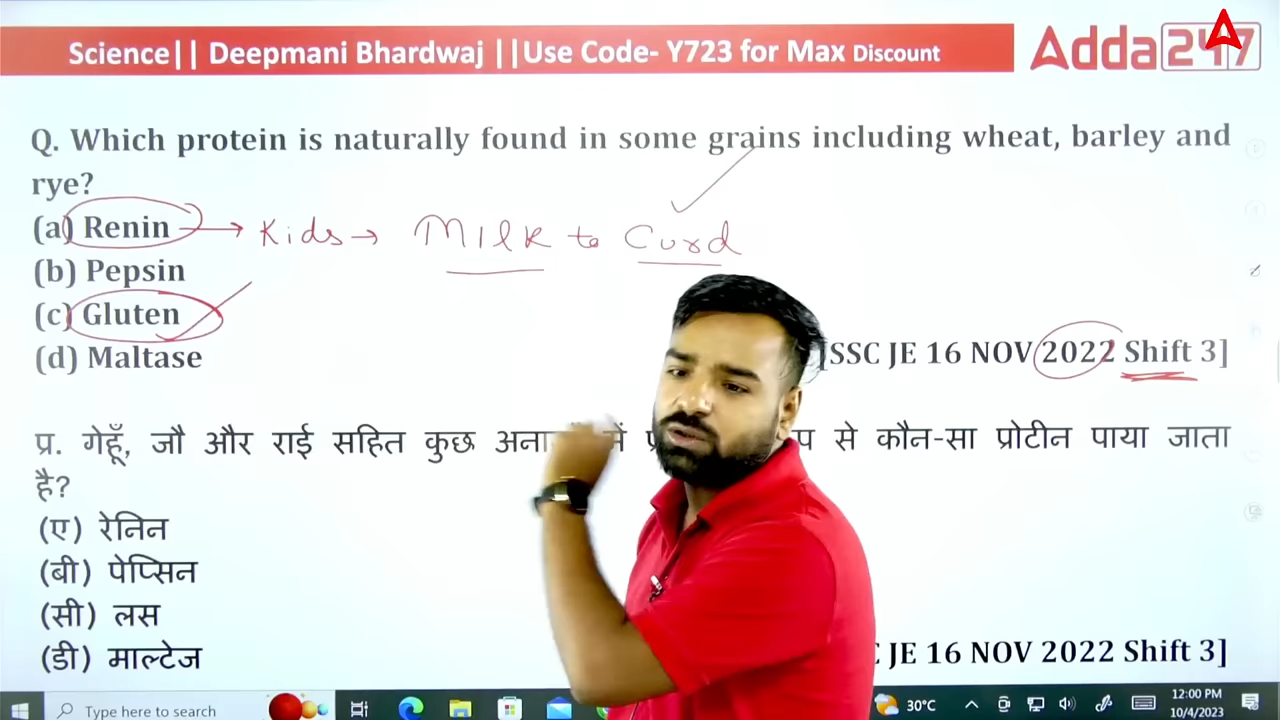 Science|| Deepmani Bhardwaj ||Use Code- Y723 for Max Discount
Adda247
Q. Which protein is naturally found in some grains including wheat, barley and
rye?
(a) Renin → Kids → Milk to Curd
(b) Pepsin
(c) Gluten
(d) Maltase
[SSC JE 16 NOV 2022 Shift 3]
प्र. गेहूँ, जौ और राई सहित कुछ में से कौन-सा प्रोटीन पाया जाता
है?
(ए) रेनिन
(बी) पेप्सिन
(सी) लस
(डी) माल्टेज
JE 16 NOV 2022 Shift 3]
Type here to search
30°C
12:00 PM
10/4/2023